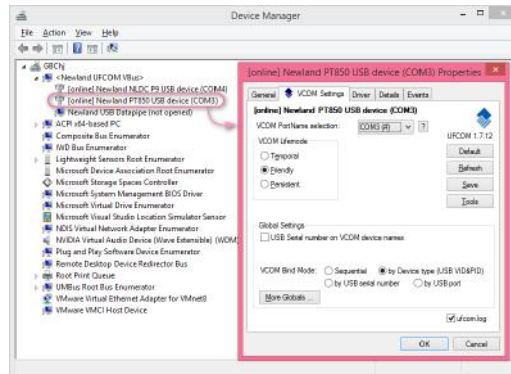 Device Manager
File Action View Help
GBChj
<Newland UFCOM VBus>
[online] Newland NLDC P9 USB device (COM4)
[online] Newland PT850 USB device (COM3)
Newland USB Datapipe (not opened)
ACPI x64-based PC
Composite Bus Enumerator
IWD Bus Enumerator
Lightweight Sensors Root Enumerator
Microsoft Device Association Root Enumerator
Microsoft Storage Spaces Controller
Microsoft System Management BIOS Driver
Microsoft Virtual Drive Enumerator
Microsoft Visual Studio Location Simulator Sensor
NDIS Virtual Network Adapter Enumerator
NVIDIA Virtual Audio Device (Wave Extensible) (WDM)
Plug and Play Software Device Enumerator
Remote Desktop Device Redirector Bus
Root Print Queue
UMBus Root Bus Enumerator
VMware Virtual Ethernet Adapter for VMnet8
VMware VMCI Host Device
[online] Newland PT850 USB device (COM3) Properties
General VCOM Settings Driver Details Events
[online] Newland PT850 USB device (COM3)
VCOM PortName selection: COM3 (#) ?
UFCOM 1.7.12
VCOM Lifemode
Temporal
Friendly
Persistent
Default
Refresh
Save
Tools
Global Settings
USB Serial number on VCOM device names
VCOM Bind Mode: Sequential by Device type (USB VID&PID)
by USB serial number by USB port
More Globals ...
ufcom.log
OK Cancel